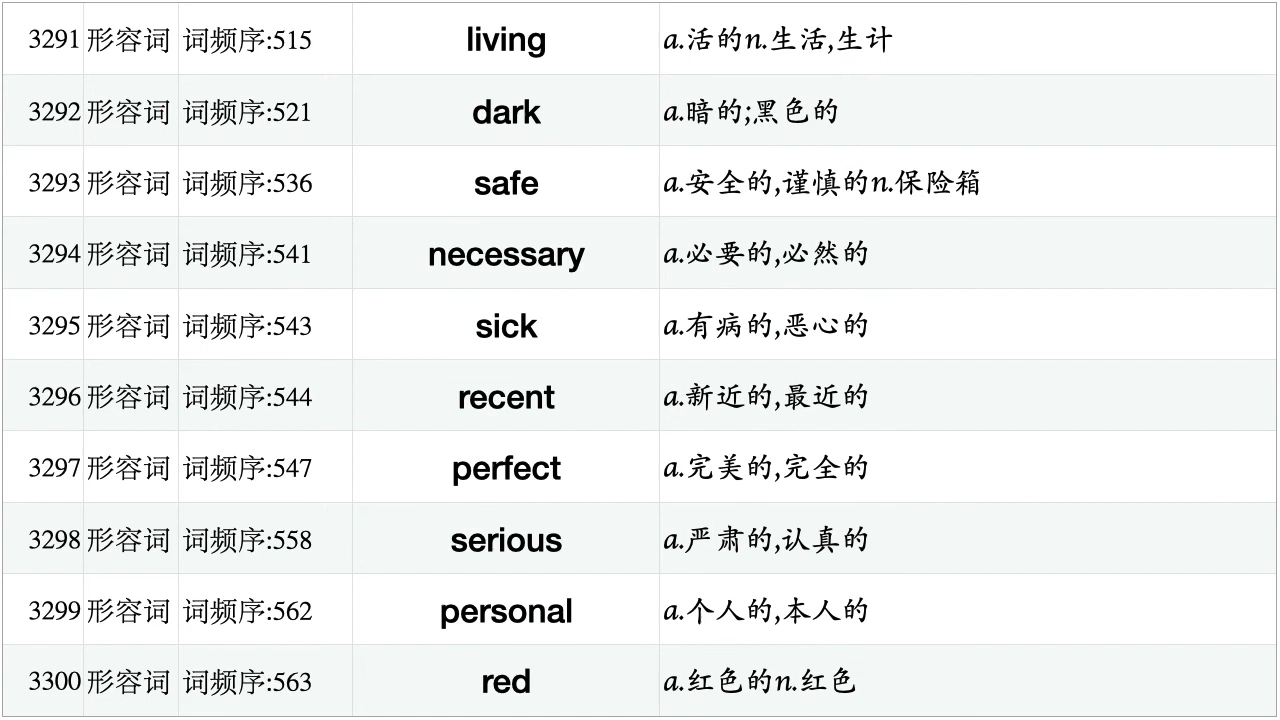 3291 形容词 词频序:515 living a.活的n.生活,生计
3292 形容词 词频序:521 dark a.暗的;黑色的
3293 形容词 词频序:536 safe a.安全的,谨慎的n.保险箱
3294 形容词 词频序:541 necessary a.必要的,必然的
3295 形容词 词频序:543 sick a.有病的,恶心的
3296 形容词 词频序:544 recent a.新近的,最近的
3297 形容词 词频序:547 perfect a.完美的,完全的
3298 形容词 词频序:558 serious a.严肃的,认真的
3299 形容词 词频序:562 personal a.个人的,本人的
3300 形容词 词频序:563 red a.红色的n.红色